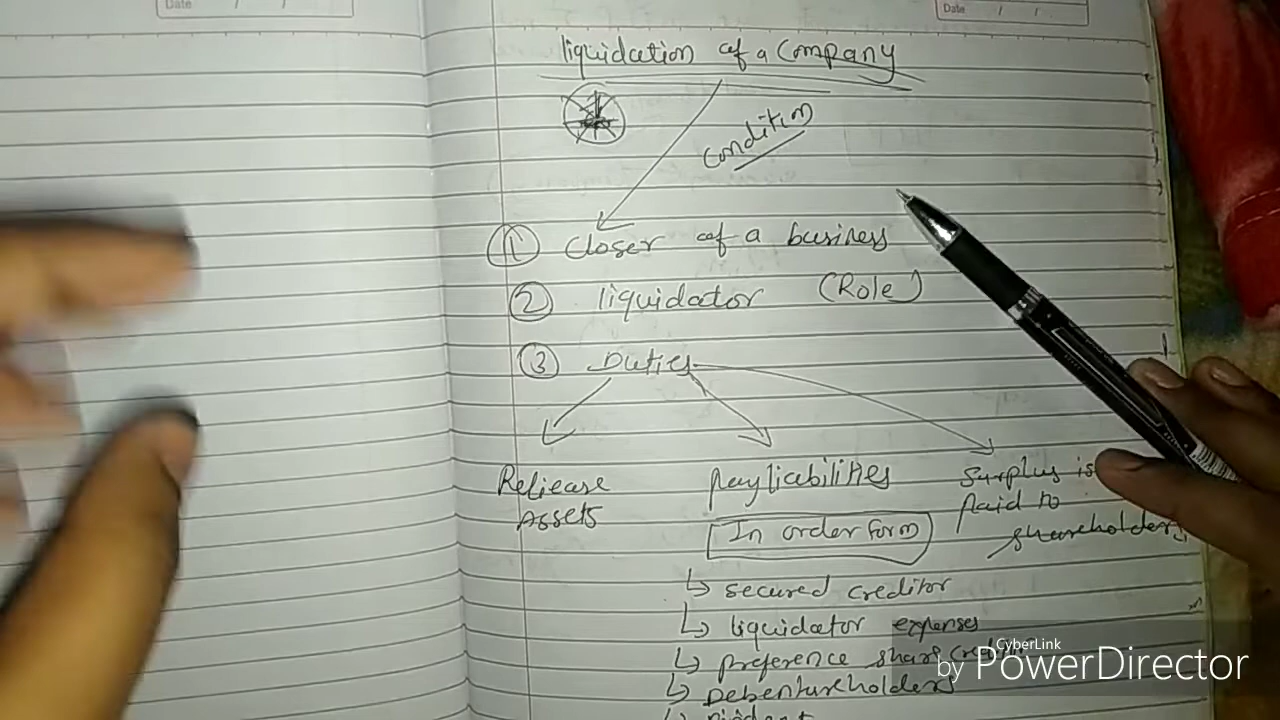 Date / /
Date / /
liquidation of a Company
Condition
① Closer of a business
② liquidator (Role)
③ Duties
Reliease Assets
pay liabilities
In order form
Surplus is
paid to
shareholders
↳ secured creditor
↳ liquidator expenses
↳ preference share
↳ Debentureholders
CyberLink
by PowerDirector